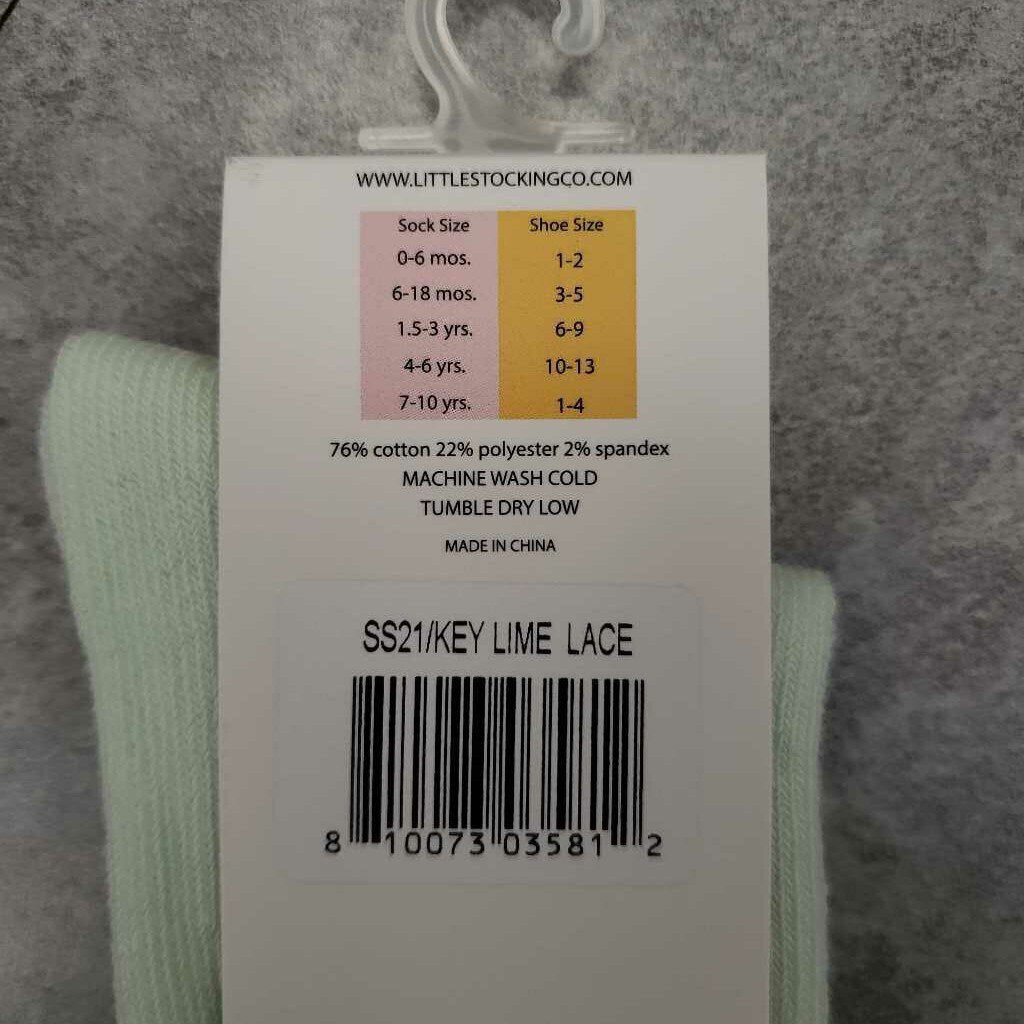 WWW.LITTLESTOCKINGCO.COM
Sock Size Shoe Size
0-6 mos. 1-2
6-18 mos. 3-5
1.5-3 yrs. 6-9
4-6 yrs. 10-13
7-10 yrs. 1-4
76% cotton 22% polyester 2% spandex
MACHINE WASH COLD
TUMBLE DRY LOW
MADE IN CHINA
SS21/KEY LIME LACE
8 10073 03581 2